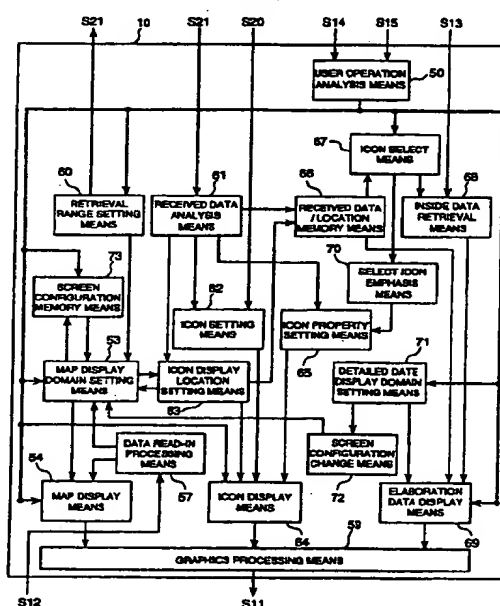 S21
10
S21
S20
S14
S15
S13
USER OPERATION
ANALYSIS MEANS
50
67
ICON SELECT
MEANS
60
61
66
68
RETRIEVAL
RANGE SETTING
MEANS
RECEIVED DATA
ANALYSIS MEANS
RECEIVED DATA
/ LOCATION
MEMORY MEANS
INSIDE DATA
RETRIEVAL
MEANS
73
62
70
SCREEN
CONFIGURATION
MEMORY MEANS
ICON SETTING
MEANS
SELECT ICON
EMPHASIS
MEANS
53
65
71
MAP DISPLAY
DOMAIN SETTING
MEANS
ICON DISPLAY
LOCATION
SETTING MEANS
63
ICON PROPERTY
SETTING MEANS
DETAILED DATE
DISPLAY DOMAIN
SETTING MEANS
54
DATA READ-IN
PROCESSING
MEANS
57
SCREEN
CONFIGURATION
CHANGE MEANS
72
MAP DISPLAY
MEANS
ICON DISPLAY
MEANS
64
ELABORATION
DATA DISPLAY
MEANS
69
GRAPHICS PROCESSING MEANS
S12
S11